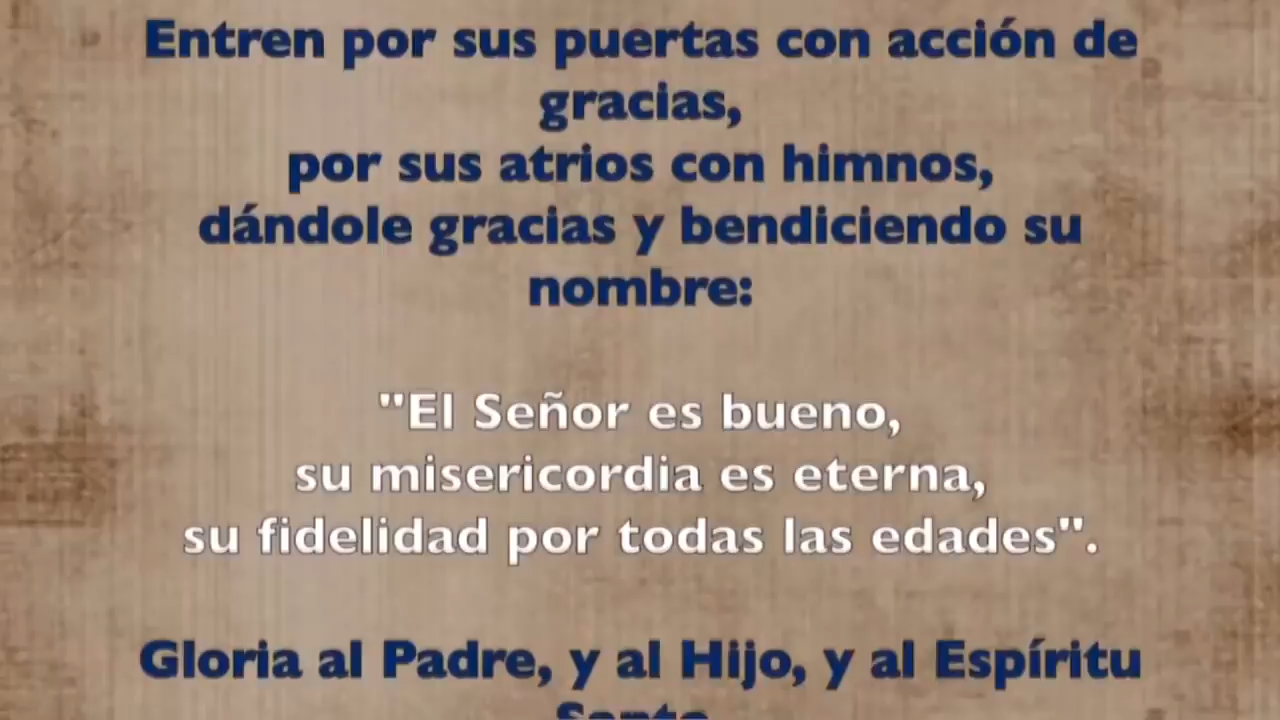 Entren por sus puertas con acción de
gracias,
por sus atrios con himnos,
dándole gracias y bendiciendo su
nombre:
"El Señor es bueno,
su misericordia es eterna,
su fidelidad por todas las edades".
Gloria al Padre, y al Hijo, y al Espíritu